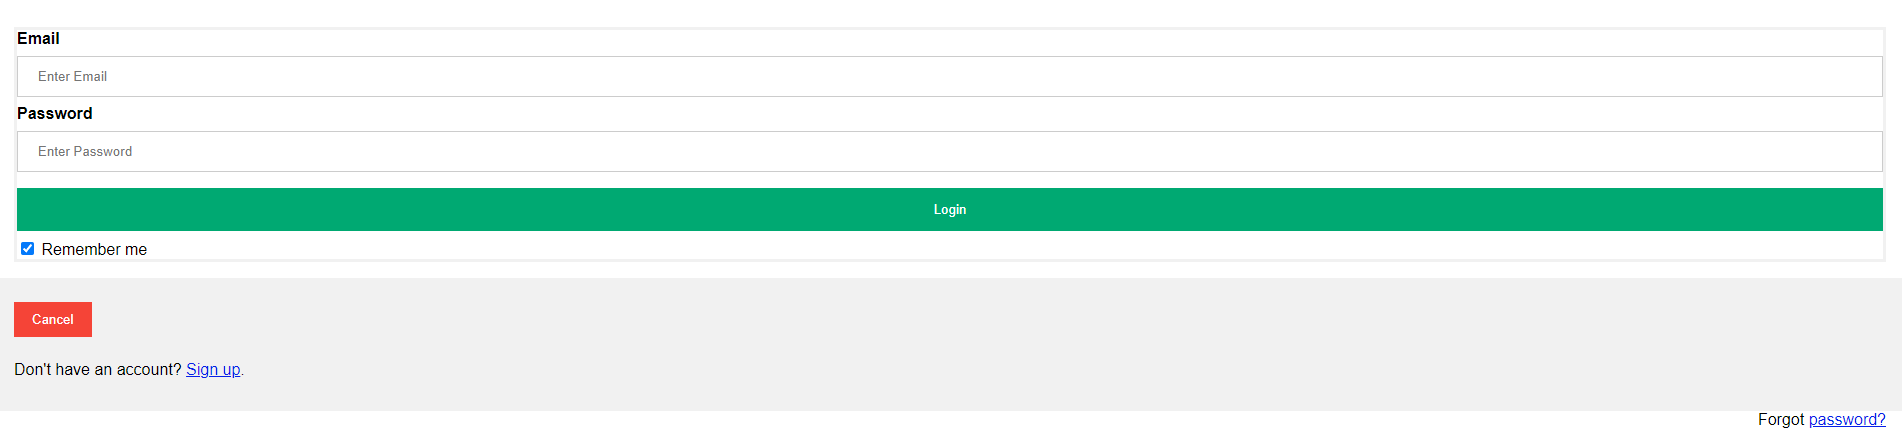 Email
Enter Email
Password
Enter Password
Login
Remember me
Cancel
Don't have an account? Sign up.
Forgot password?